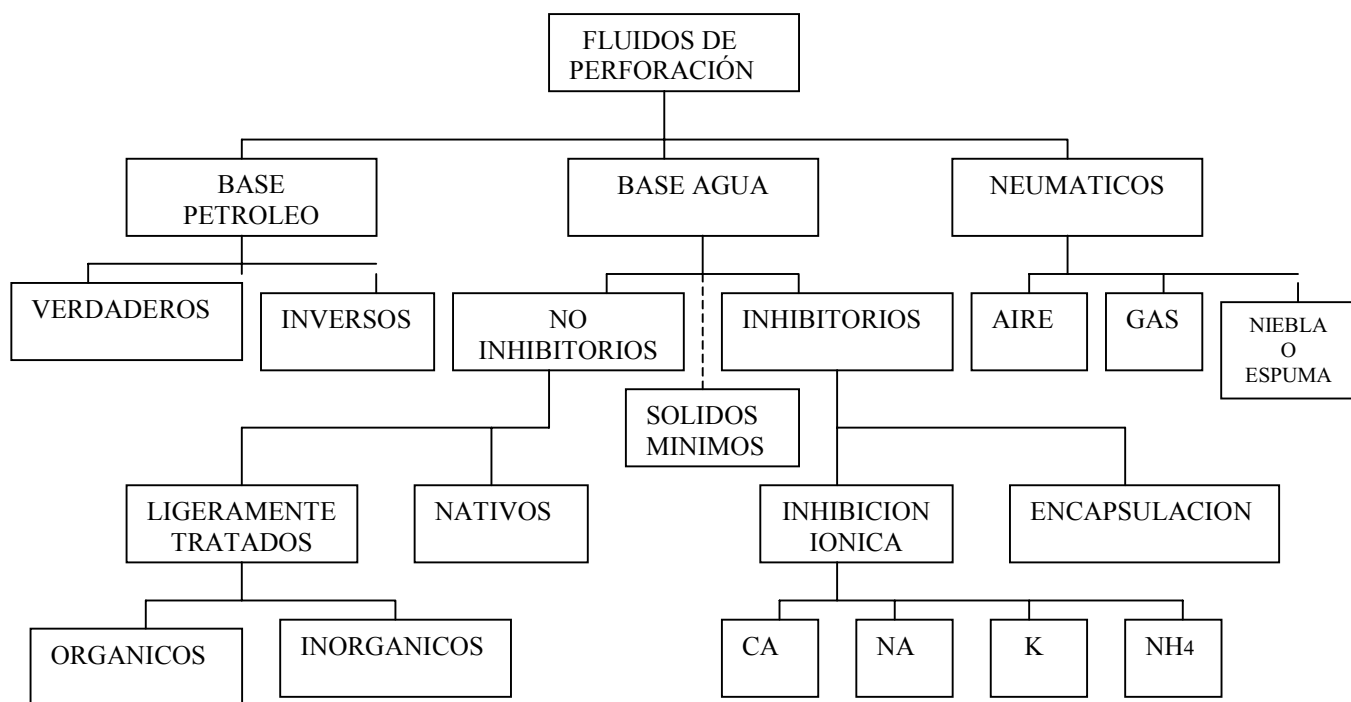 FLUIDOS DE
PERFORACIÓN
BASE
PETROLEO
BASE AGUA
NEUMATICOS
VERDADEROS
INVERSOS
NO
INHIBITORIOS
INHIBITORIOS
AIRE
GAS
NIEBLA
O
ESPUMA
SOLIDOS
MINIMOS
LIGERAMENTE
TRATADOS
NATIVOS
INHIBICION
IONICA
ENCAPSULACION
ORGANICOS
INORGANICOS
CA
NA
K
NH4